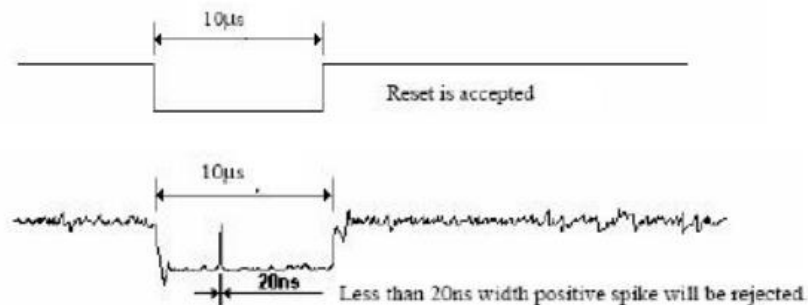 10µs
Reset is accepted
10µs
20ns
Less than 20ns width positive spike will be rejected